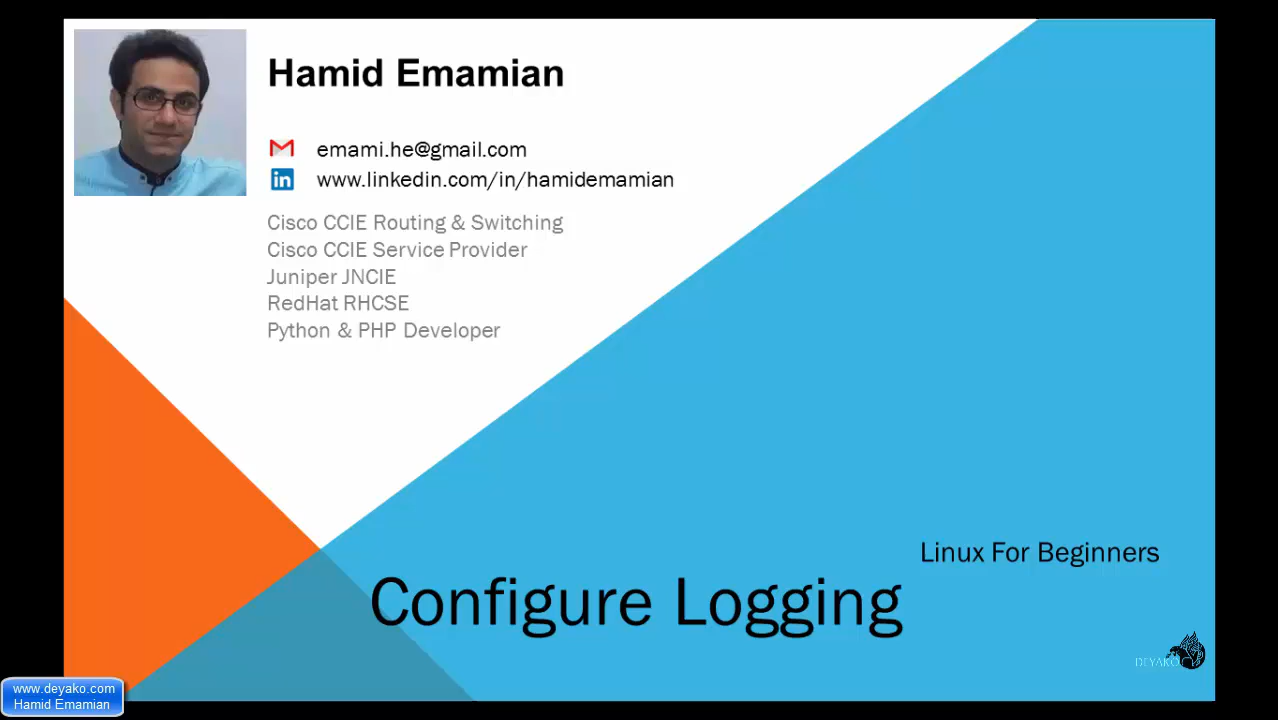 Hamid Emamian
emami.he@gmail.com
www.linkedin.com/in/hamidemamian
Cisco CCIE Routing & Switching
Cisco CCIE Service Provider
Juniper JNCIE
RedHat RHCSE
Python & PHP Developer
Linux For Beginners
Configure Logging
DEYAKO
www.deyako.com
Hamid Emamian